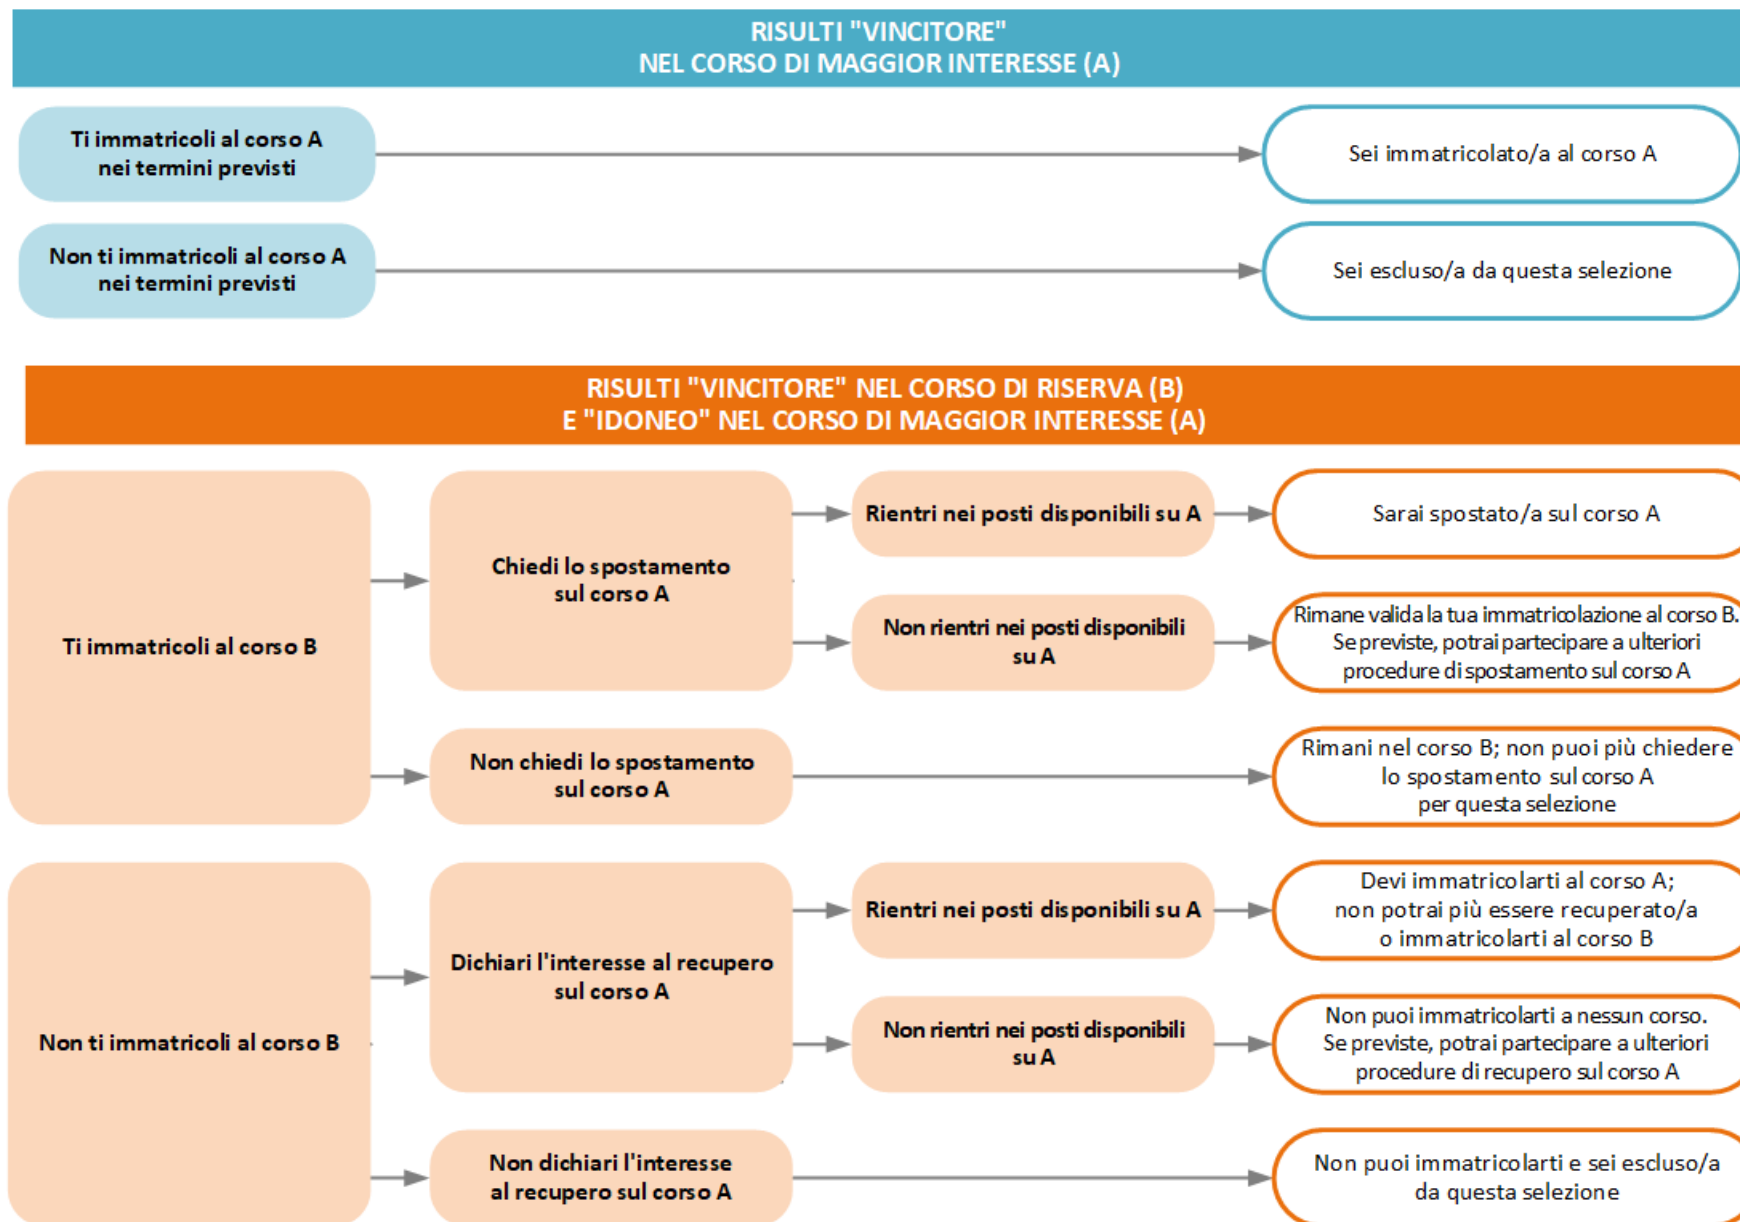 RISULTI "VINCITORE"
NEL CORSO DI MAGGIOR INTERESSE (A)
Ti immatricoli al corso A
nei termini previsti
Sei immatricolato/a al corso A
Non ti immatricoli al corso A
nei termini previsti
Sei escluso/a da questa selezione
RISULTI "VINCITORE" NEL CORSO DI RISERVA (B)
E "IDONEO" NEL CORSO DI MAGGIOR INTERESSE (A)
Ti immatricoli al corso B
Chiedi lo spostamento
sul corso A
Rientri nei posti disponibili su A
Sarai spostato/a sul corso A
Non rientri nei posti disponibili
su A
Rimane valida la tua immatricolazione al corso B.
Se previste, potrai partecipare a ulteriori
procedure di spostamento sul corso A
Non chiedi lo spostamento
sul corso A
Rimani nel corso B; non puoi più chiedere
lo spostamento sul corso A
per questa selezione
Non ti immatricoli al corso B
Dichiari l'interesse al recupero
sul corso A
Rientri nei posti disponibili su A
Devi immatricolarti al corso A;
non potrai più essere recuperato/a
o immatricolarti al corso B
Non rientri nei posti disponibili
su A
Non puoi immatricolarti a nessun corso.
Se previste, potrai partecipare a ulteriori
procedure di recupero sul corso A
Non dichiari l'interesse
al recupero sul corso A
Non puoi immatricolarti e sei escluso/a
da questa selezione